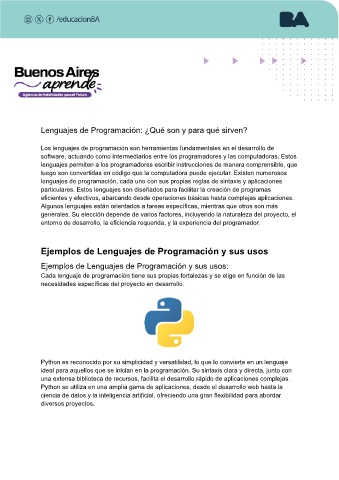 /educacionBA
BA
Buenos Aires
aprende
Agencia de Habilidades para el Futuro
Lenguajes de Programación: ¿Qué son y para qué sirven?
Los lenguajes de programación son herramientas fundamentales en el desarrollo de
software, actuando como intermediarios entre los programadores y las computadoras. Estos
lenguajes permiten a los programadores escribir instrucciones de manera comprensible, que
luego son convertidas en código que la computadora puede ejecutar. Existen numerosos
lenguajes de programación, cada uno con sus propias reglas de sintaxis y aplicaciones
particulares. Estos lenguajes son diseñados para facilitar la creación de programas
eficientes y efectivos, abarcando desde operaciones básicas hasta complejas aplicaciones.
Algunos lenguajes están orientados a tareas específicas, mientras que otros son más
generales. Su elección depende de varios factores, incluyendo la naturaleza del proyecto, el
entorno de desarrollo, la eficiencia requerida, y la experiencia del programador.
Ejemplos de Lenguajes de Programación y sus usos
Ejemplos de Lenguajes de Programación y sus usos:
Cada lenguaje de programación tiene sus propias fortalezas y se elige en función de las
necesidades específicas del proyecto en desarrollo.
Python es reconocido por su simplicidad y versatilidad, lo que lo convierte en un lenguaje
ideal para aquellos que se inician en la programación. Su sintaxis clara y directa, junto con
una extensa biblioteca de recursos, facilita el desarrollo rápido de aplicaciones complejas.
Python se utiliza en una amplia gama de aplicaciones, desde el desarrollo web hasta la
ciencia de datos y la inteligencia artificial, ofreciendo una gran flexibilidad para abordar
diversos proyectos.